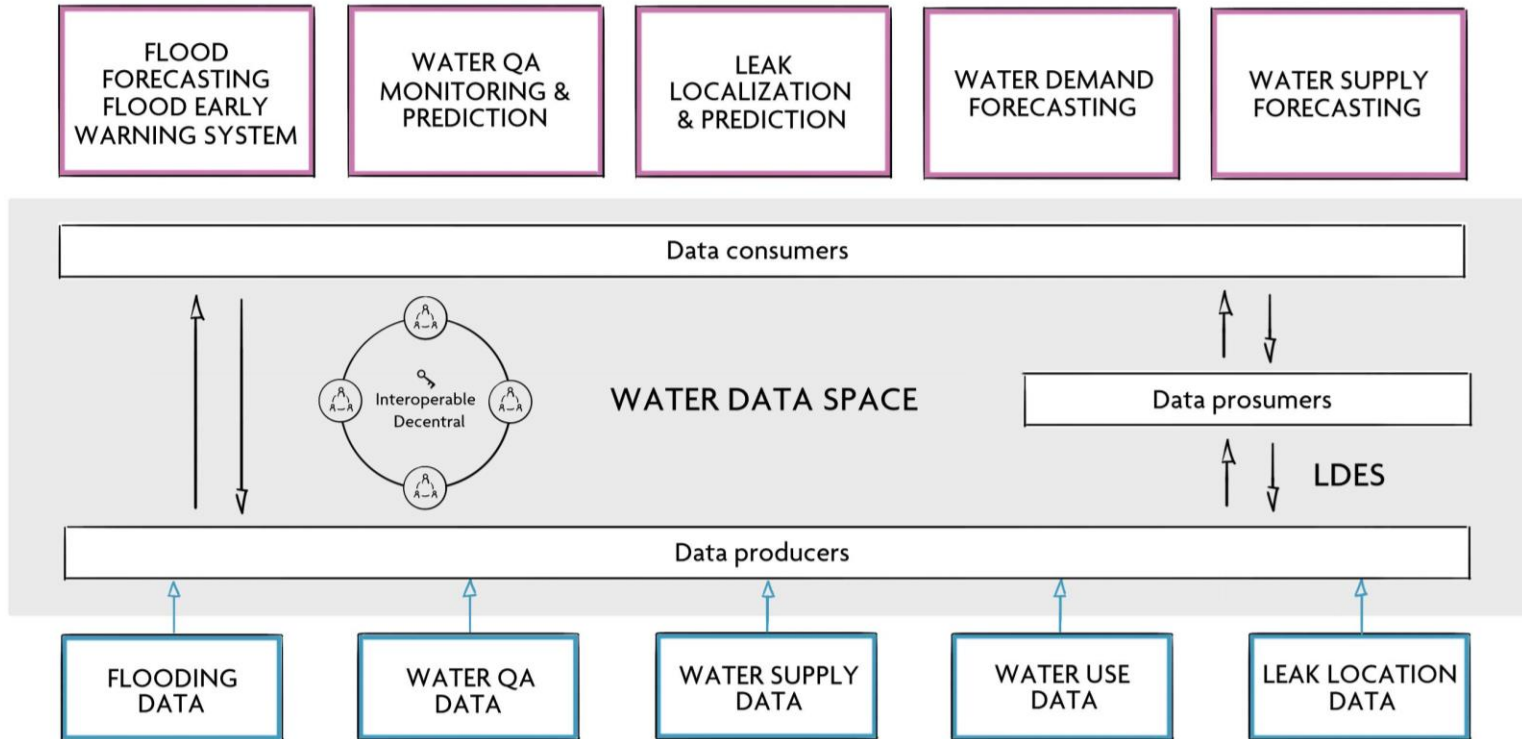 FLOOD
FORECASTING
FLOOD EARLY
WARNING SYSTEM
WATER QA
MONITORING &
PREDICTION
LEAK
LOCALIZATION
& PREDICTION
WATER DEMAND
FORECASTING
WATER SUPPLY
FORECASTING
Data consumers
Interoperable
Decentral
WATER DATA SPACE
Data prosumers
LDES
Data producers
FLOODING
DATA
WATER QA
DATA
WATER SUPPLY
DATA
WATER USE
DATA
LEAK LOCATION
DATA